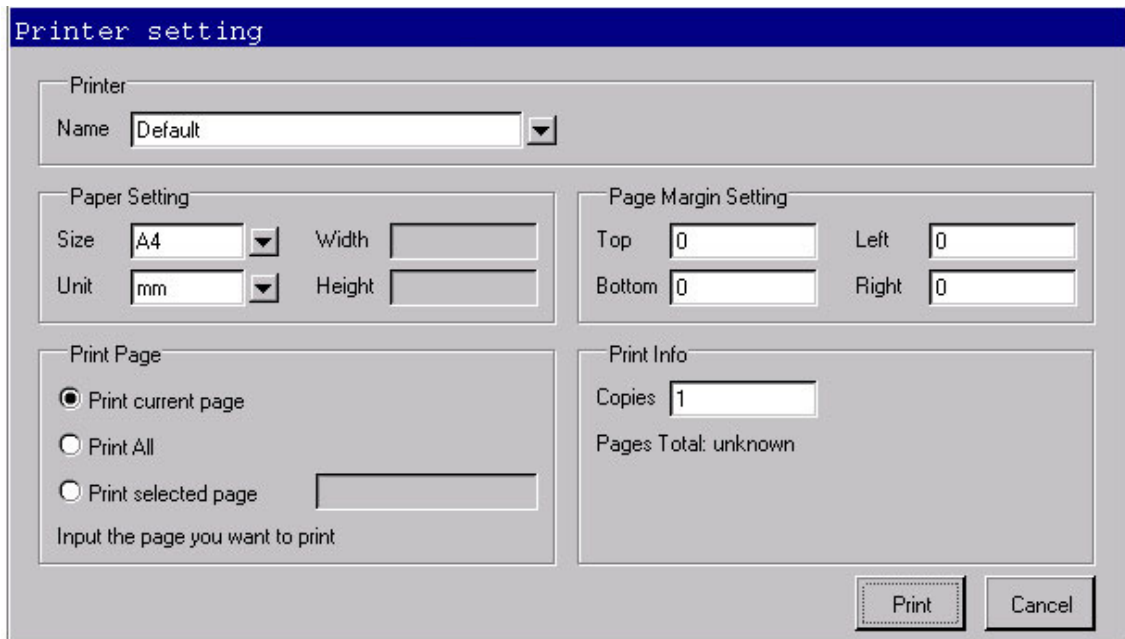 Printer setting
Printer
Name Default
Paper Setting
Size A4 Width
Unit mm Height
Page Margin Setting
Top 0 Left 0
Bottom 0 Right 0
Print Page
Print current page
Print All
Print selected page
Input the page you want to print
Print Info
Copies 1
Pages Total: unknown
Print Cancel